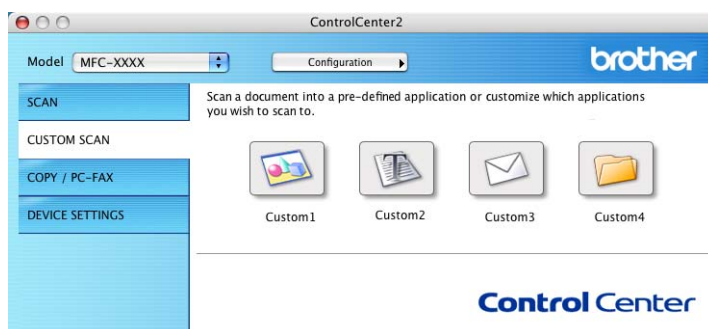 ControlCenter2
Model MFC-XXXX Configuration brother
SCAN
CUSTOM SCAN
COPY / PC-FAX
DEVICE SETTINGS
Scan a document into a pre-defined application or customize which applications
you wish to scan to.
T
Custom1 Custom2 Custom3 Custom4
Control Center